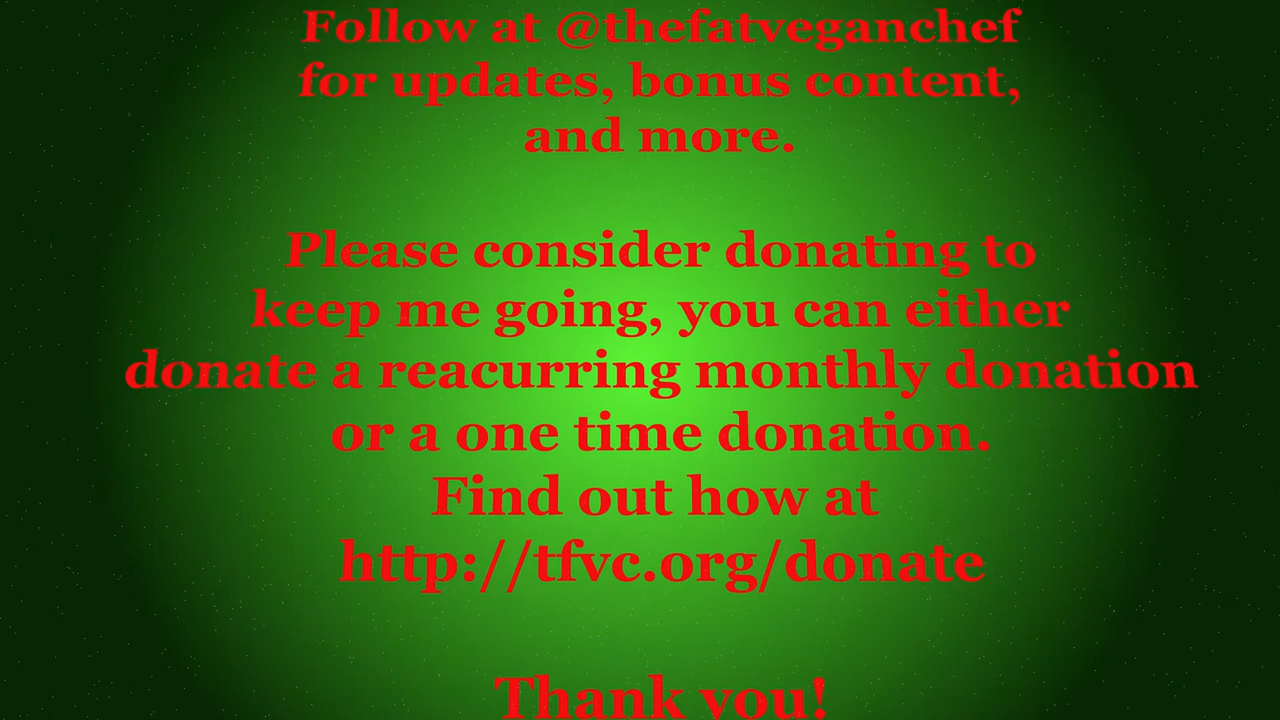 Follow at @thefatveganchef
for updates, bonus content,
and more.
Please consider donating to
keep me going, you can either
donate a reacurring monthly donation
or a one time donation.
Find out how at
http://tfvc.org/donate
Thank you!